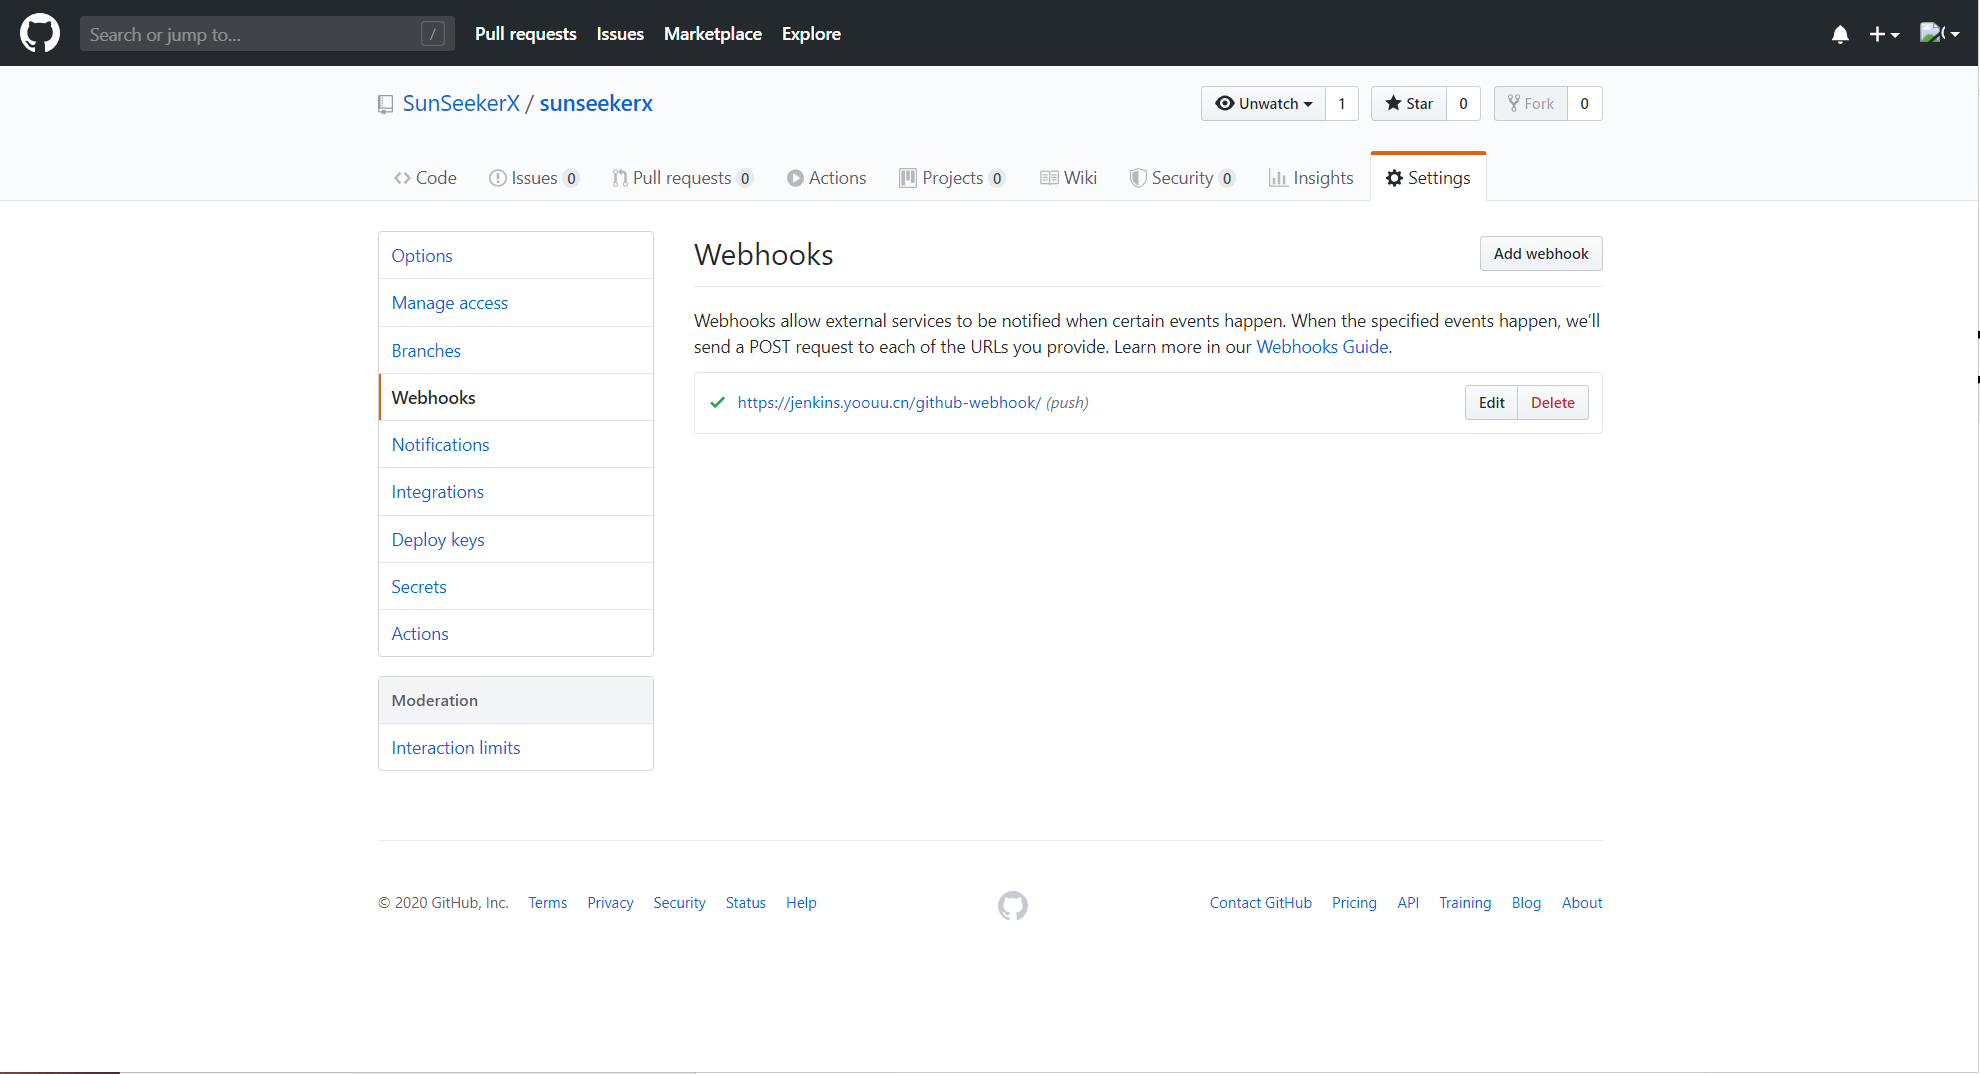 Search or jump to... /
Pull requests Issues Marketplace Explore
SunSeekerX / sunseekerx
Unwatch 1 Star 0 Fork 0
Code Issues 0 Pull requests 0 Actions Projects 0 Wiki Security 0 Insights Settings
Options
Manage access
Branches
Webhooks
Notifications
Integrations
Deploy keys
Secrets
Actions
Moderation
Interaction limits
Webhooks
Add webhook
Webhooks allow external services to be notified when certain events happen. When the specified events happen, we’ll
send a POST request to each of the URLs you provide. Learn more in our Webhooks Guide.
https://jenkins.yoouu.cn/github-webhook/ (push)
Edit Delete
© 2020 GitHub, Inc. Terms Privacy Security Status Help
Contact GitHub Pricing API Training Blog About